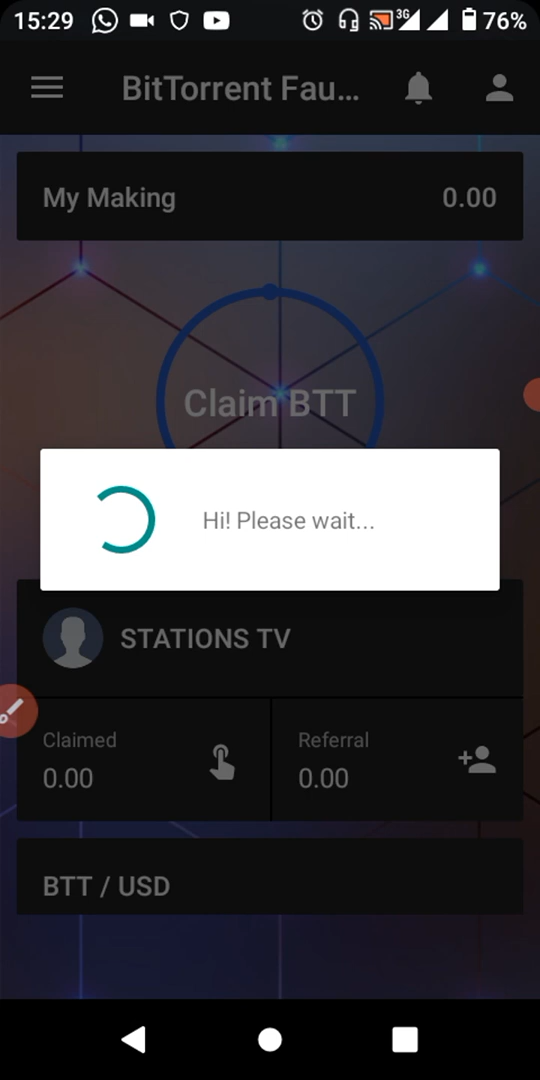 15:29 3G 76%
BitTorrent Fau...
My Making 0.00
Claim BTT
Hi! Please wait...
STATIONS TV
Claimed Referral
0.00 0.00
BTT / USD